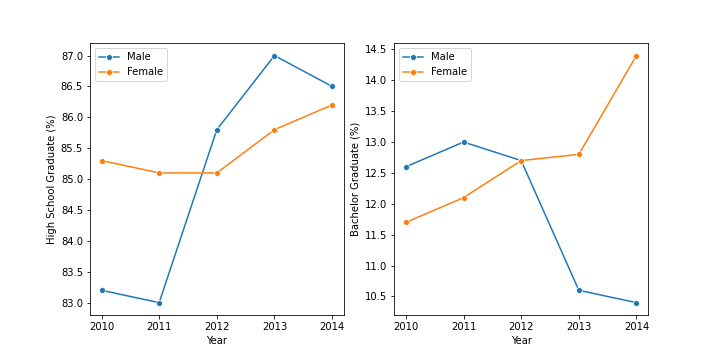 Male
Female
87.0
86.5
86.0
85.5
85.0
84.5
84.0
83.5
83.0
High School Graduate (%)
2010 2011 2012 2013 2014
Year
Male
Female
14.5
14.0
13.5
13.0
12.5
12.0
11.5
11.0
10.5
Bachelor Graduate (%)
2010 2011 2012 2013 2014
Year